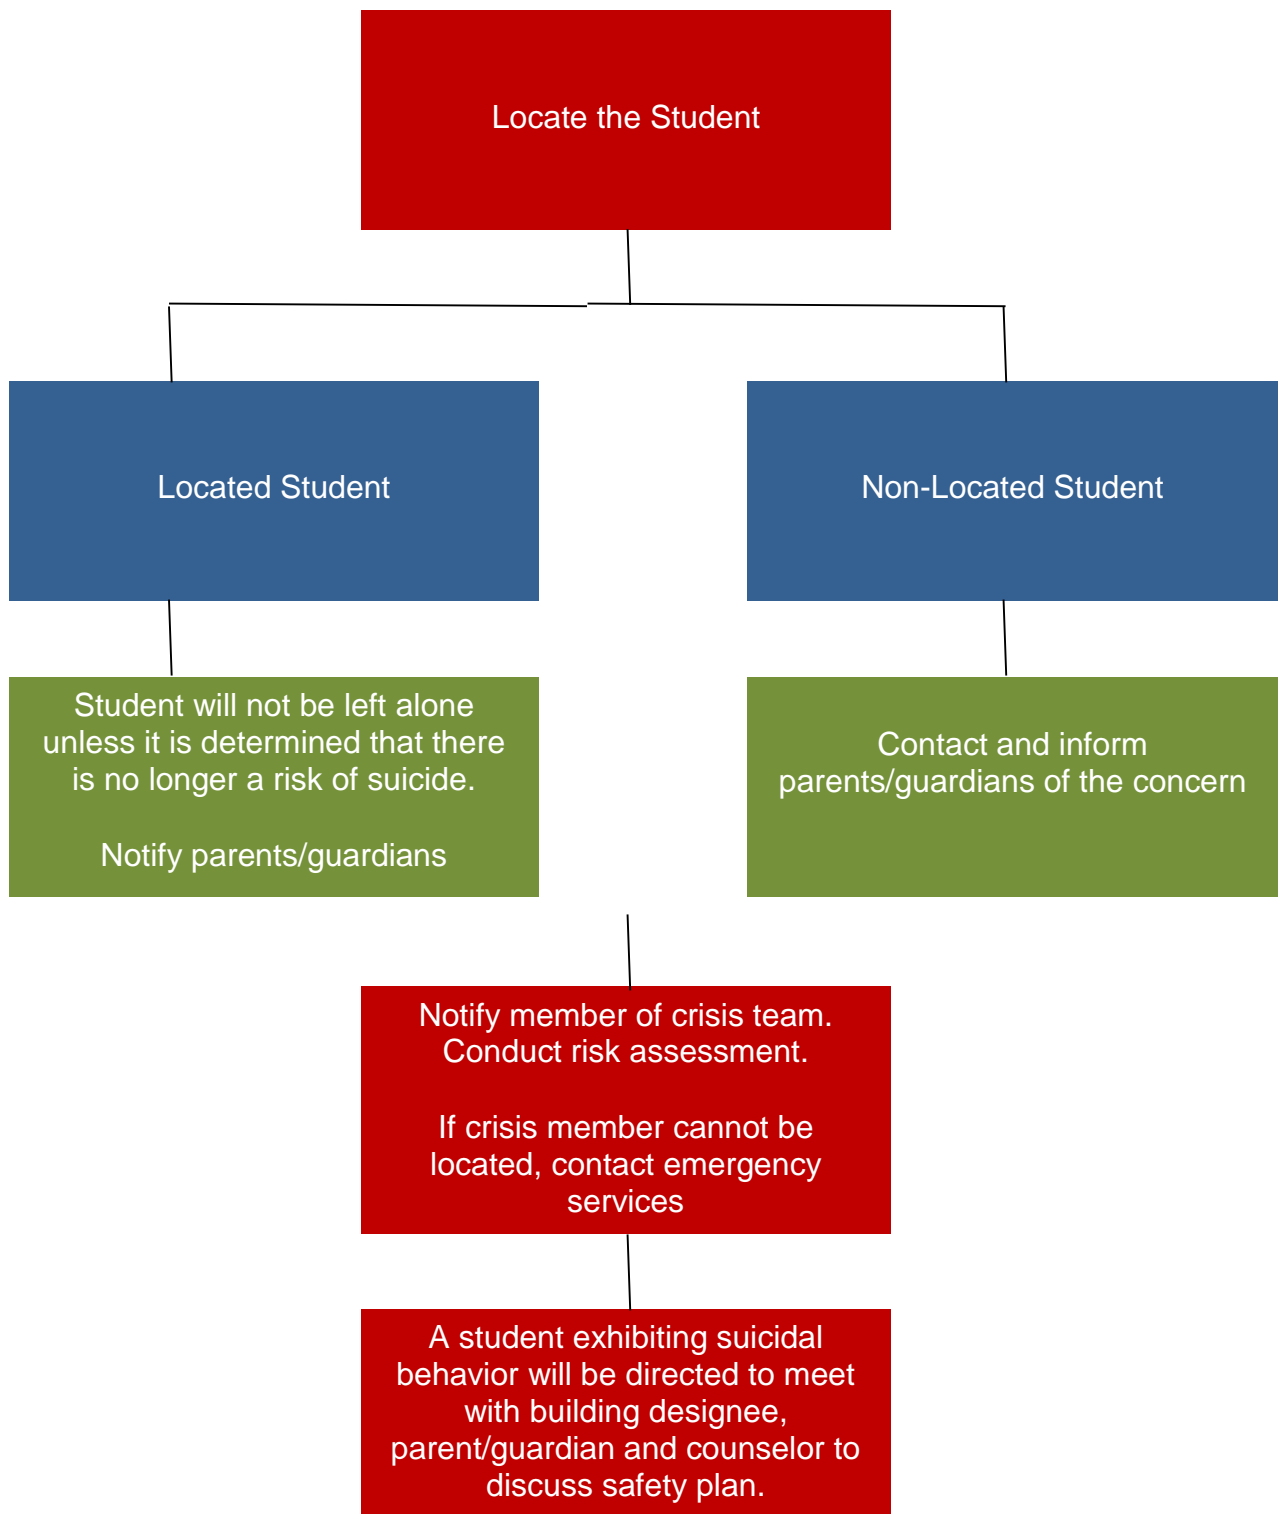 Locate the Student
Located Student
Non-Located Student
Student will not be left alone
unless it is determined that there
is no longer a risk of suicide.
Notify parents/guardians
Contact and inform
parents/guardians of the concern
Notify member of crisis team.
Conduct risk assessment.
If crisis member cannot be
located, contact emergency
services
A student exhibiting suicidal
behavior will be directed to meet
with building designee,
parent/guardian and counselor to
discuss safety plan.